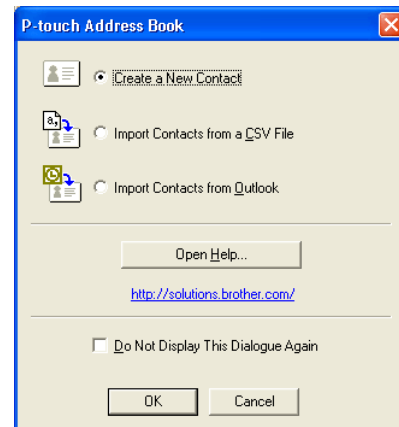 P-touch Address Book
Create a New Contact
a,
Import Contacts from a CSV File
Import Contacts from Outlook
Open Help...
http://solutions.brother.com/
Do Not Display This Dialogue Again
OK Cancel